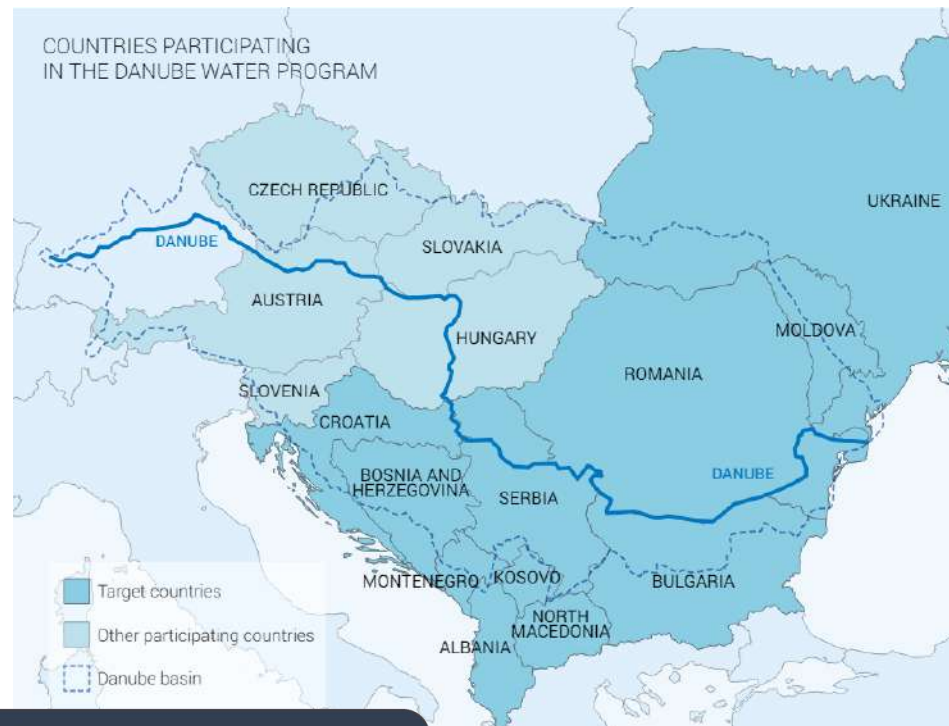 COUNTRIES PARTICIPATING
IN THE DANUBE WATER PROGRAM
UKRAINE
CZECH REPUBLIC
DANUBE
SLOVAKIA
AUSTRIA
MOLDOVA
HUNGARY
ROMANIA
SLOVENIA
CROATIA
BOSNIA AND
HERZEGOVINA
DANUBE
SERBIA
MONTENEGRO
KOSOVO
BULGARIA
NORTH
MACEDONIA
ALBANIA
Target countries
Other participating countries
Danube basin